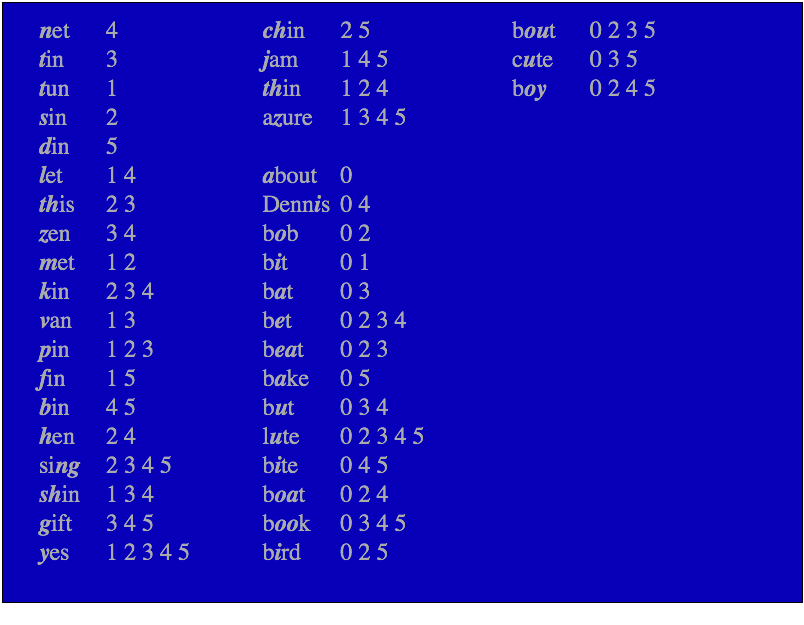 net 4
tin 3
tun 1
sin 2
din 5
let 1 4
this 2 3
zen 3 4
met 1 2
kin 2 3 4
van 1 3
pin 1 2 3
fin 1 5
bin 4 5
hen 2 4
sing 2 3 4 5
shin 1 3 4
gift 3 4 5
yes 1 2 3 4 5
chin 2 5
jam 1 4 5
thin 1 2 4
azure 1 3 4 5
about 0
Dennis 0 4
bob 0 2
bit 0 1
bat 0 3
bet 0 2 3 4
beat 0 2 3
bake 0 5
but 0 3 4
lute 0 2 3 4 5
bite 0 4 5
boat 0 2 4
book 0 3 4 5
bird 0 2 5
bout 0 2 3 5
cute 0 3 5
boy 0 2 4 5